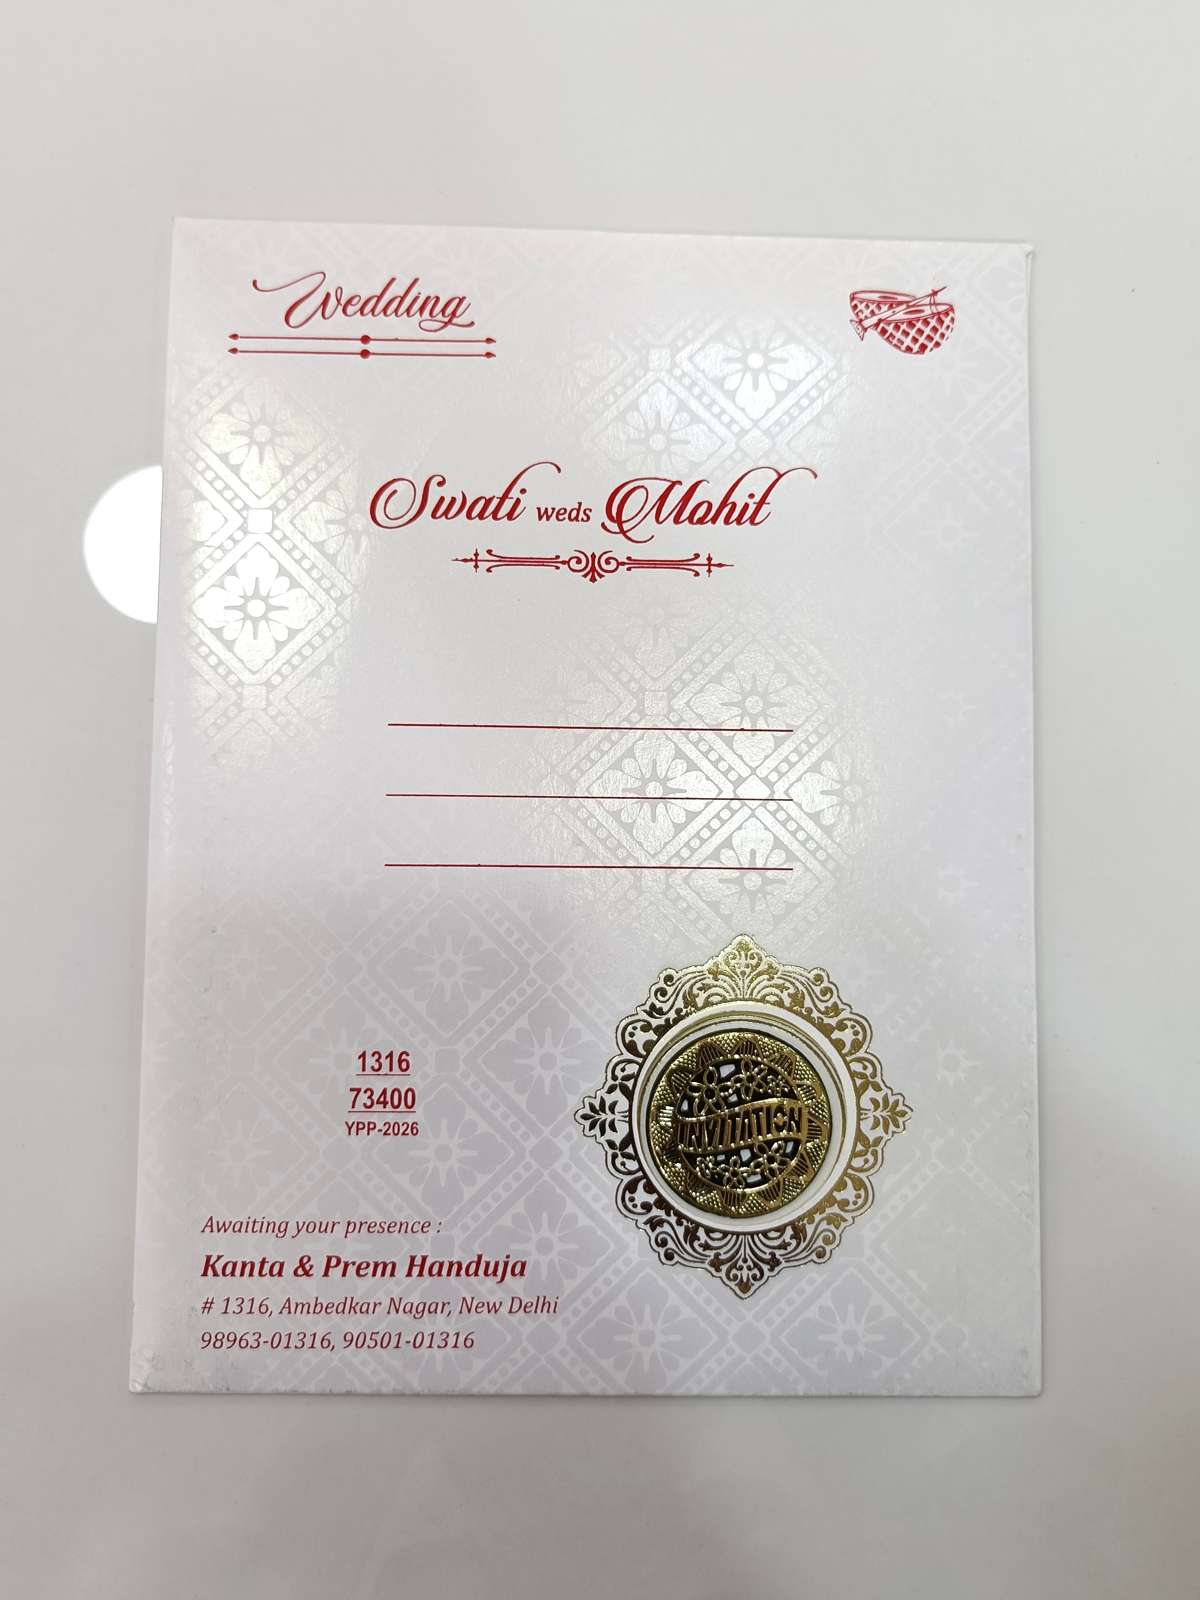 Wedding
Swati weds Mohit
1316
73400
YPP-2026
INVITATION
Awaiting your presence :
Kanta & Prem Handuja
# 1316, Ambedkar Nagar, New Delhi
98963-01316, 90501-01316